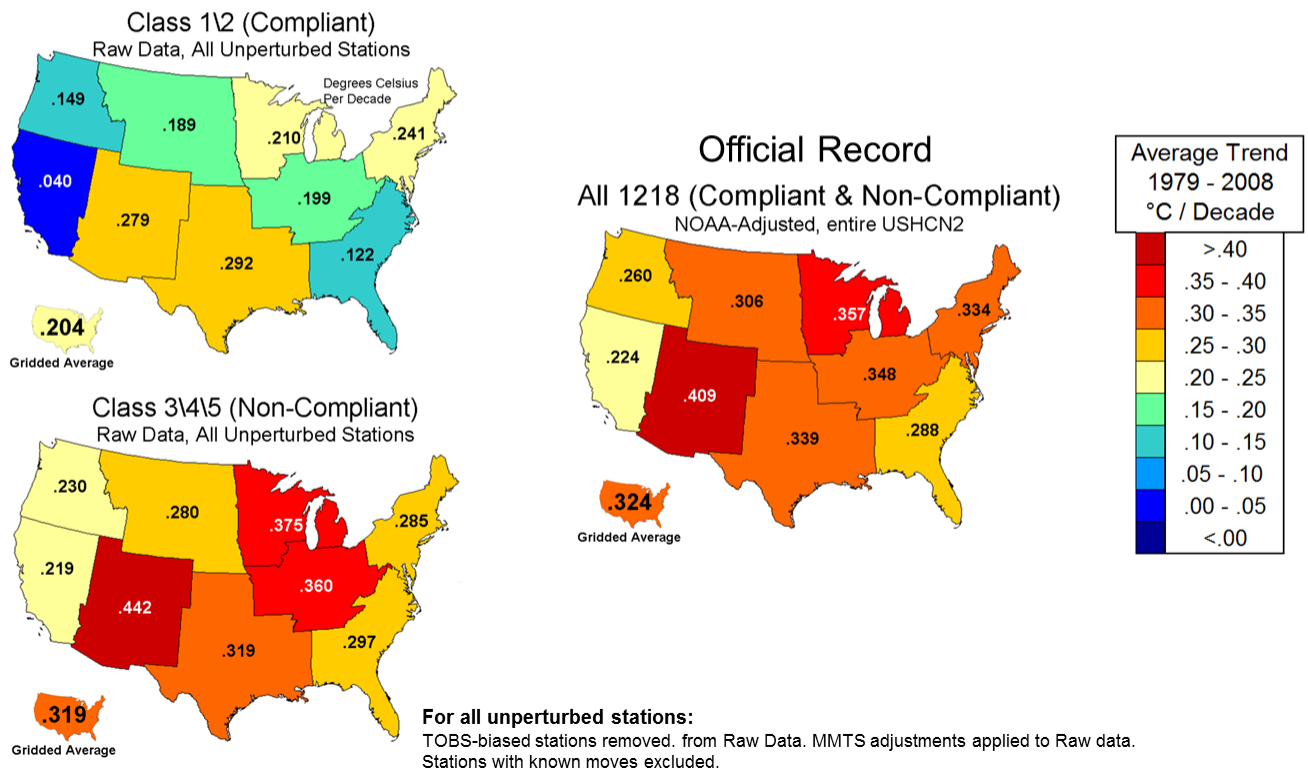 Class 1\2 (Compliant)
Raw Data, All Unperturbed Stations
Degrees Celsius
Per Decade
.149
.189
.210
.241
.040
.279
.199
.292
.122
.204
Gridded Average
Class 3\4\5 (Non-Compliant)
Raw Data, All Unperturbed Stations
.230
.280
.375
.285
.219
.442
.360
.319
.297
.319
Gridded Average
Official Record
All 1218 (Compliant & Non-Compliant)
NOAA-Adjusted, entire USHCN2
.260
.306
.357
.334
.224
.409
.348
.339
.288
.324
Gridded Average
Average Trend
1979 - 2008
°C / Decade
>.40
.35 - .40
.30 - .35
.25 - .30
.20 - .25
.15 - .20
.10 - .15
.05 - .10
.00 - .05
<.00
For all unperturbed stations:
TOBS-biased stations removed. from Raw Data. MMTS adjustments applied to Raw data.
Stations with known moves excluded.